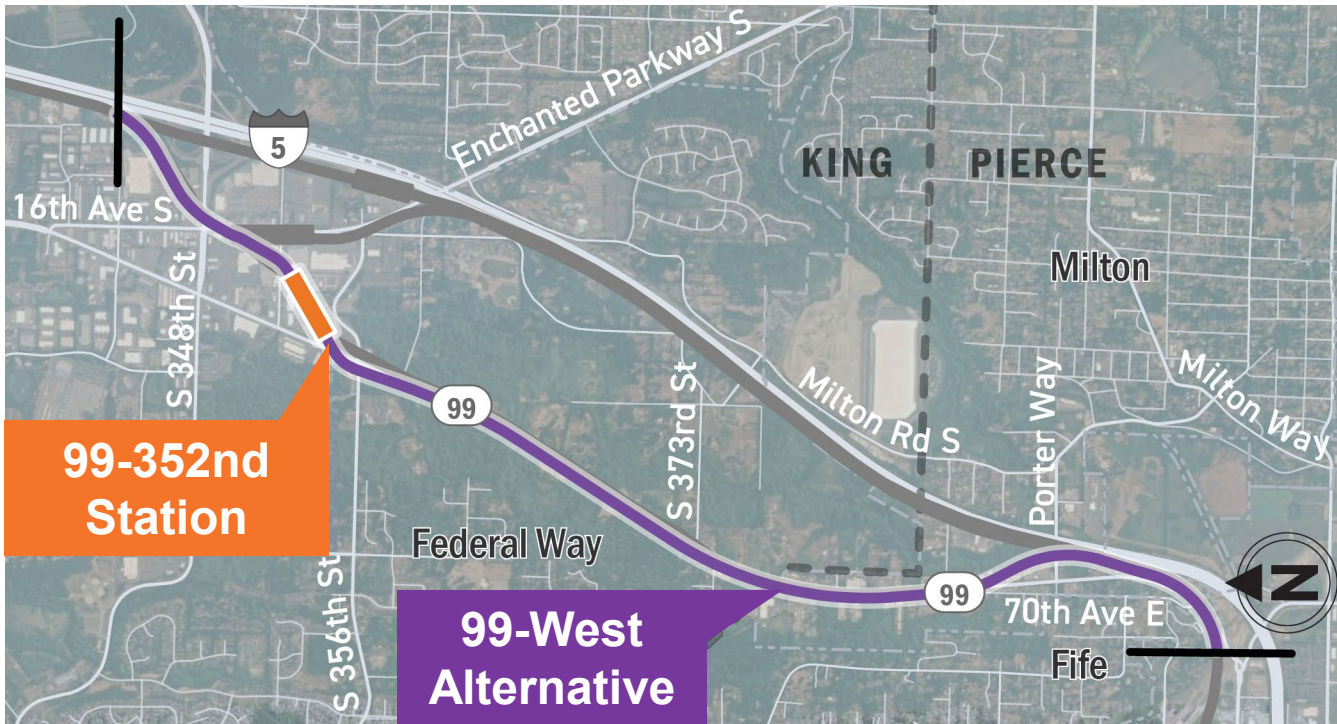 Enchanted Parkway S
5
KING
PIERCE
16th Ave S
Milton
S 348th St
99
Milton Rd S
Milton Way
S 373rd St
Porter Way
99-352nd
Station
Federal Way
S 356th St
99
99-West
Alternative
70th Ave E
Fife
N